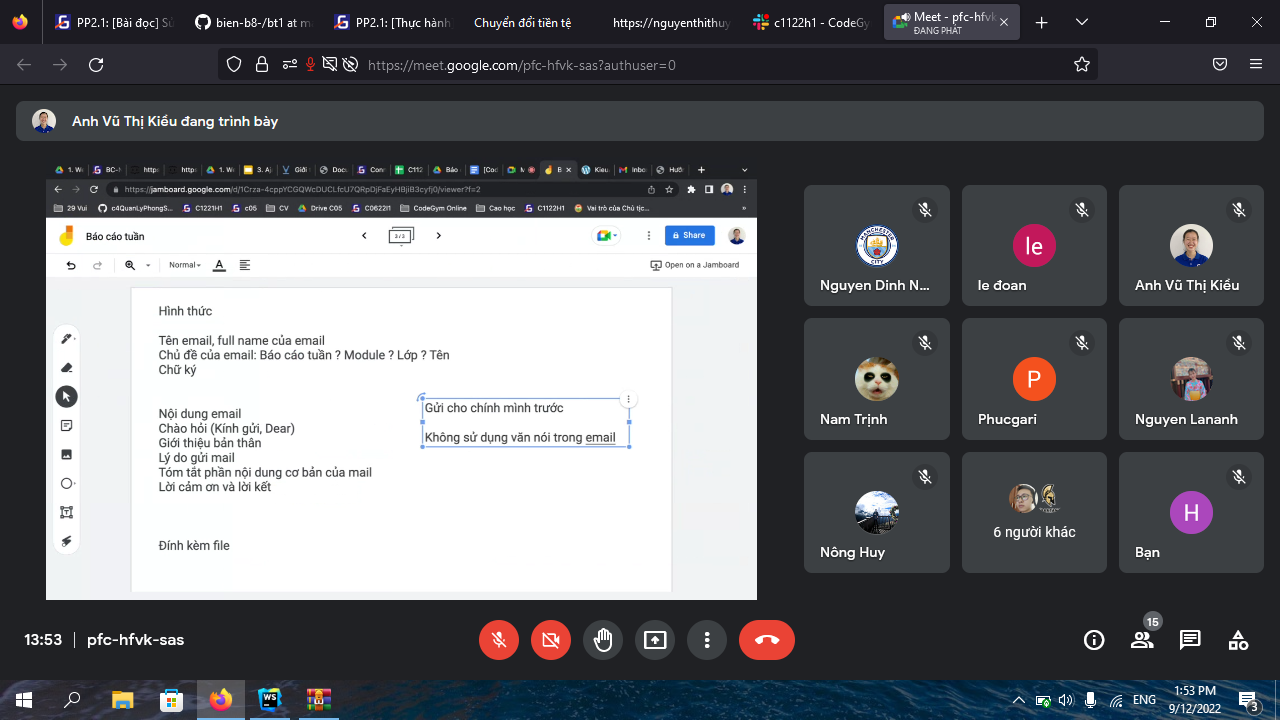 PP2.1: [Bài đọc] Sử
bien-b8-/bt1 at ma
PP2.1: [Thực hành
Chuyển đổi tiền tệ
https://nguyenthithuy
c1122h1 - CodeGy
Meet - pfc-hfvk
ĐANG PHÁT
https://meet.google.com/pfc-hfvk-sas?authuser=0
Anh Vũ Thị Kiều đang trình bày
https://jamboard.google.com/d/1Crza-4cppYCGQWcDUCLfcU7QRpDjFaEyHBjiB3cyfj0/viewer?f=2
29 Vui
c4QuanLyPhongS...
C1221H1
c05
CV
Drive C05
C0622I1
CodeGym Online
Cao học
C1122H1
Vai trò của Chủ tịc...
Báo cáo tuần
3 / 3
Share
Normal
Open on a Jamboard
Hình thức
Tên email, full name của email
Chủ đề của email: Báo cáo tuần ? Module ? Lớp ? Tên
Chữ ký
Nội dung email
Chào hỏi (Kính gửi, Dear)
Giới thiệu bản thân
Lý do gửi mail
Tóm tắt phần nội dung cơ bản của mail
Lời cảm ơn và lời kết
Đính kèm file
Gửi cho chính mình trước
Không sử dụng văn nói trong email
Nguyen Dinh N...
le
le đoan
Anh Vũ Thị Kiều
Nam Trịnh
P
Phucgari
Nguyen Lananh
Nông Huy
6 người khác
H
Bạn
13:53
pfc-hfvk-sas
15
ENG
1:53 PM
9/12/2022
3